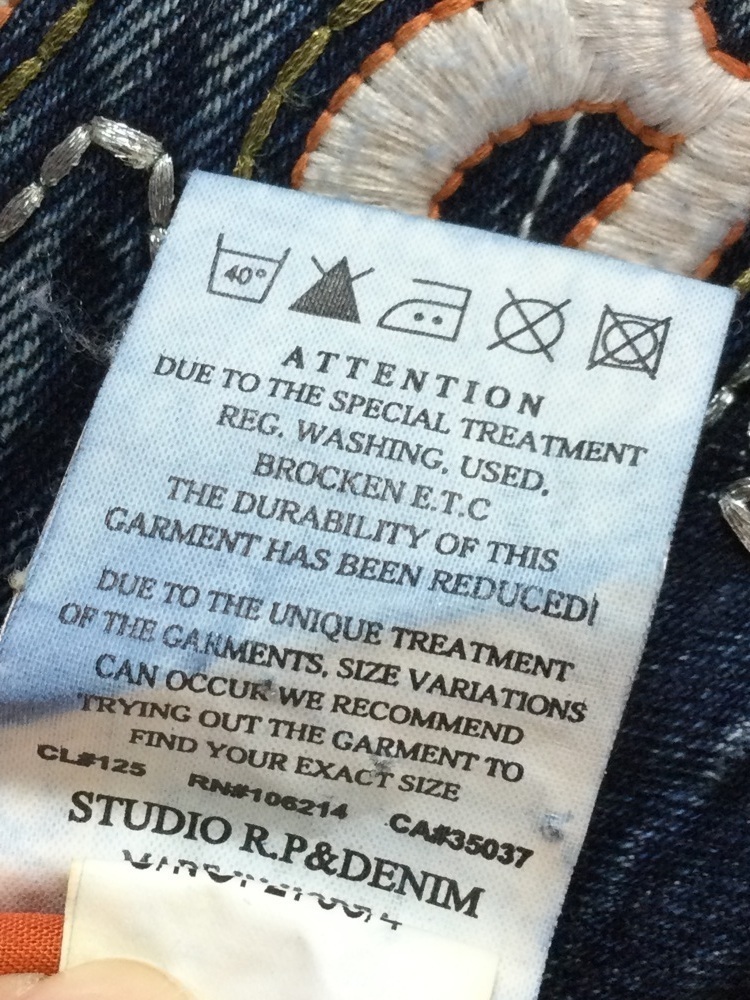 40°
ATTENTION
DUE TO THE SPECIAL TREATMENT
REG. WASHING, USED,
BROCKEN E.T.C
THE DURABILITY OF THIS
GARMENT HAS BEEN REDUCED!
DUE TO THE UNIQUE TREATMENT
OF THE GARMENTS, SIZE VARIATIONS
CAN OCCUR WE RECOMMEND
TRYING OUT THE GARMENT TO
FIND YOUR EXACT SIZE
CL#125 RN#106214 CA#35037
STUDIO R.P&DENIM